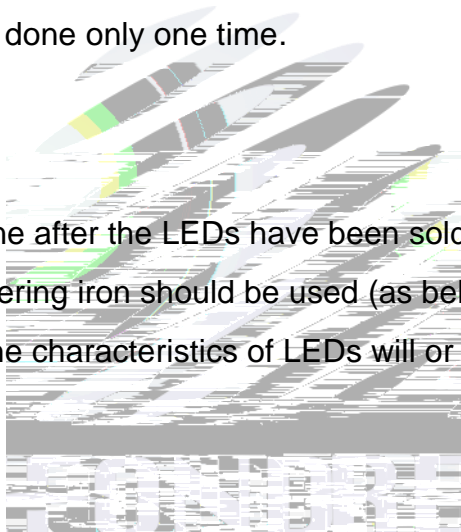 done only one time.
ne after the LEDs have been sold
ering iron should be used (as bel
ne characteristics of LEDs will or